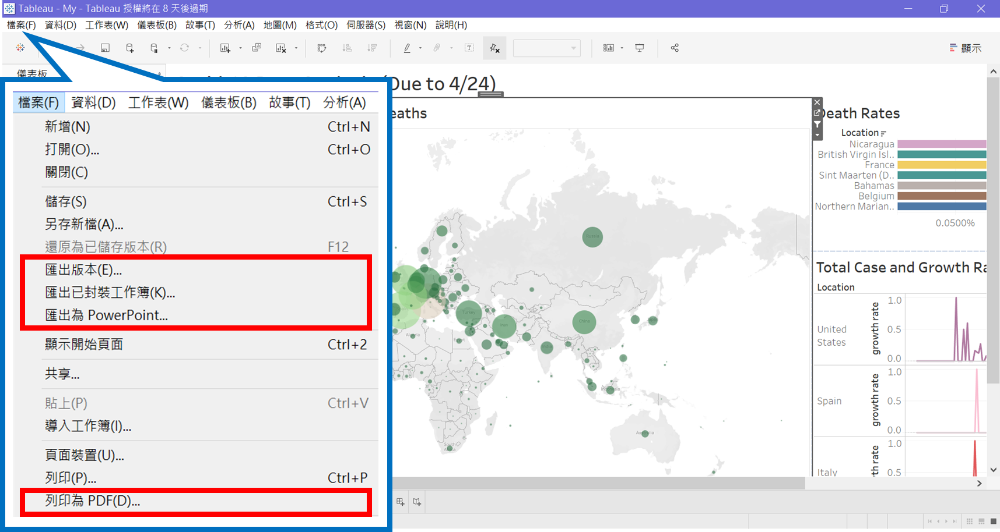 Tableau - My - Tableau 授權將在 8 天後過期
檔案(F) 資料(D) 工作表(W) 儀表板(B) 故事(T) 分析(A) 地圖(M) 格式(O) 伺服器(S) 視窗(N) 說明(H)
顯示
儀表板
(Due to 4/24)
檔案(F) 資料(D) 工作表(W) 儀表板(B) 故事(T) 分析(A)
新增(N) Ctrl+N
打開(O)... Ctrl+O
關閉(C)
儲存(S) Ctrl+S
另存新檔(A)...
還原為已儲存版本(R) F12
匯出版本(E)...
匯出已封裝工作簿(K)...
匯出為 PowerPoint...
顯示開始頁面 Ctrl+2
共享...
貼上(P) Ctrl+V
導入工作簿(I)...
頁面裝置(U)...
列印(P)... Ctrl+P
列印為 PDF(D)...
eaths
Russia
Turkey
Iran
China
India
Algeria
Egypt
Indonesia
Australia
South
Africa
Death Rates
Location
Nicaragua
British Virgin Isl..
France
Sint Maarten (D..
Bahamas
Belgium
Northern Marian..
0.0500%
Total Case and Growth Ra
Location
United
States
growth rate
1.0
0.5
0.0
Spain
growth rate
1.0
0.5
0.0
Italy
th rate
1.0
0.5